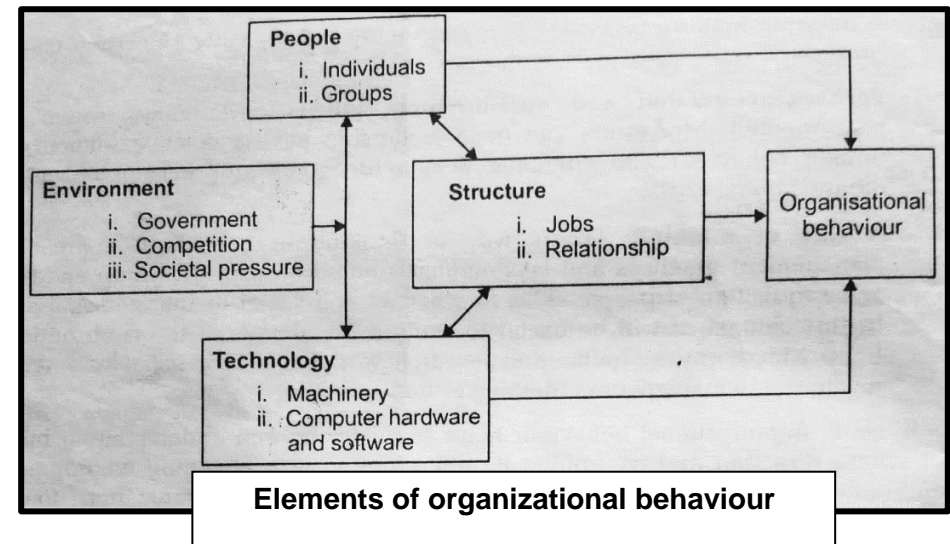 People
i. Individuals
ii. Groups
Environment
i. Government
ii. Competition
iii. Societal pressure
Structure
i. Jobs
ii. Relationship
Organisational
behaviour
Technology
i. Machinery
ii. Computer hardware
and software
Elements of organizational behaviour